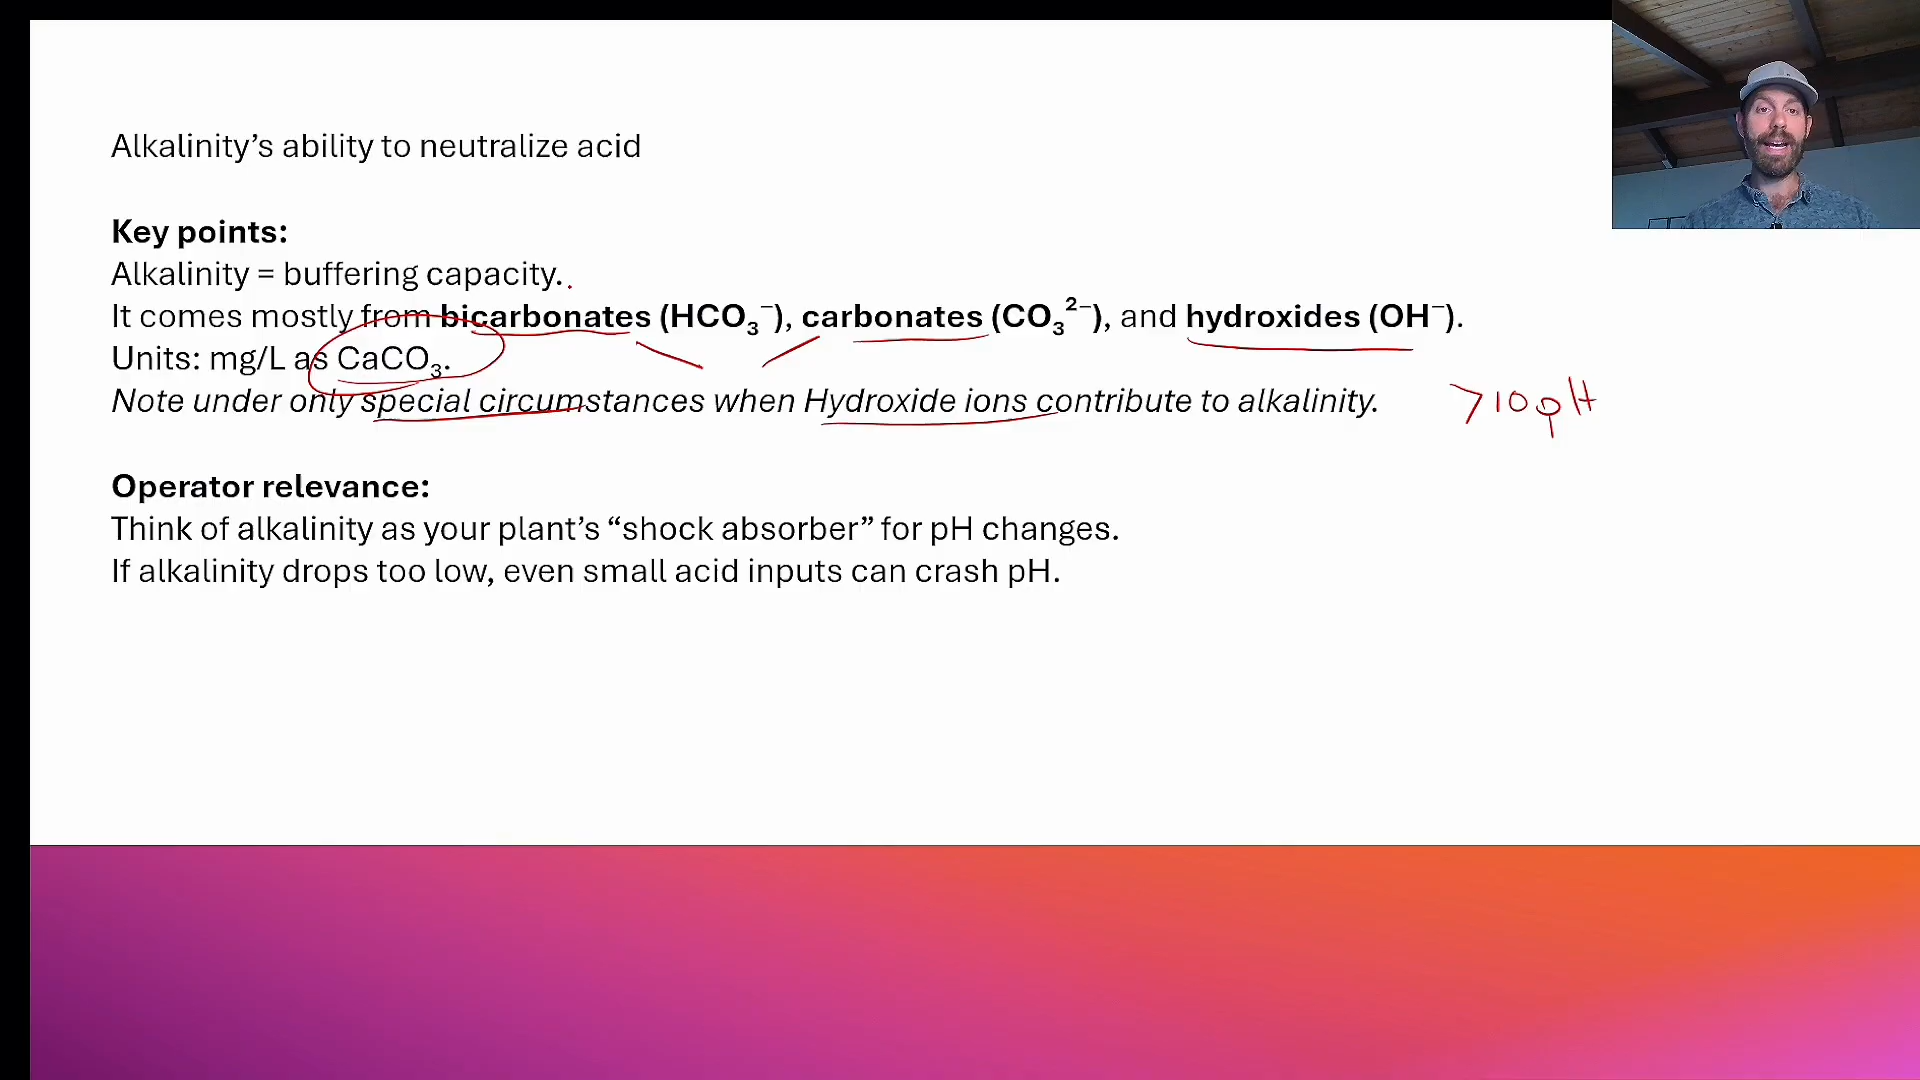 Alkalinity’s ability to neutralize acid
Key points:
Alkalinity = buffering capacity.
It comes mostly from bicarbonates (HCO₃⁻), carbonates (CO₃²⁻), and hydroxides (OH⁻).
Units: mg/L as CaCO₃.
Note under only special circumstances when Hydroxide ions contribute to alkalinity.
>10 pH
Operator relevance:
Think of alkalinity as your plant’s “shock absorber” for pH changes.
If alkalinity drops too low, even small acid inputs can crash pH.